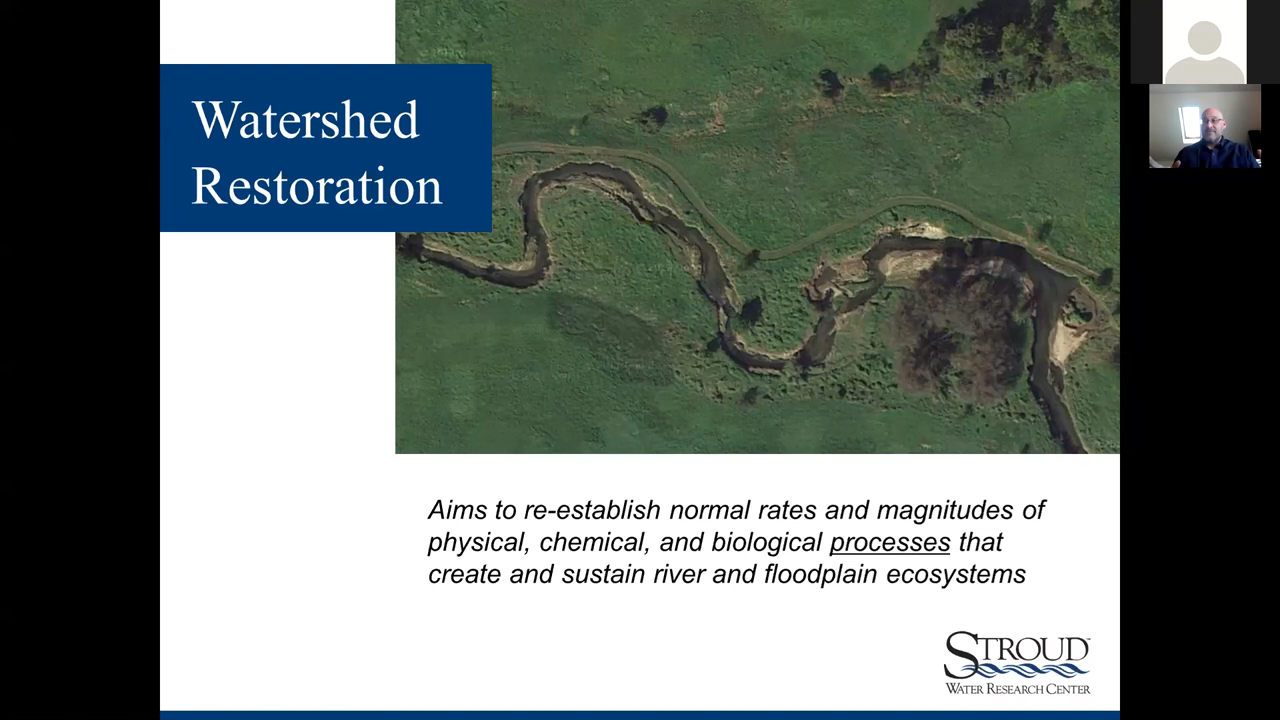 Watershed
Restoration
Aims to re-establish normal rates and magnitudes of
physical, chemical, and biological processes that
create and sustain river and floodplain ecosystems
STROUD™
WATER RESEARCH CENTER